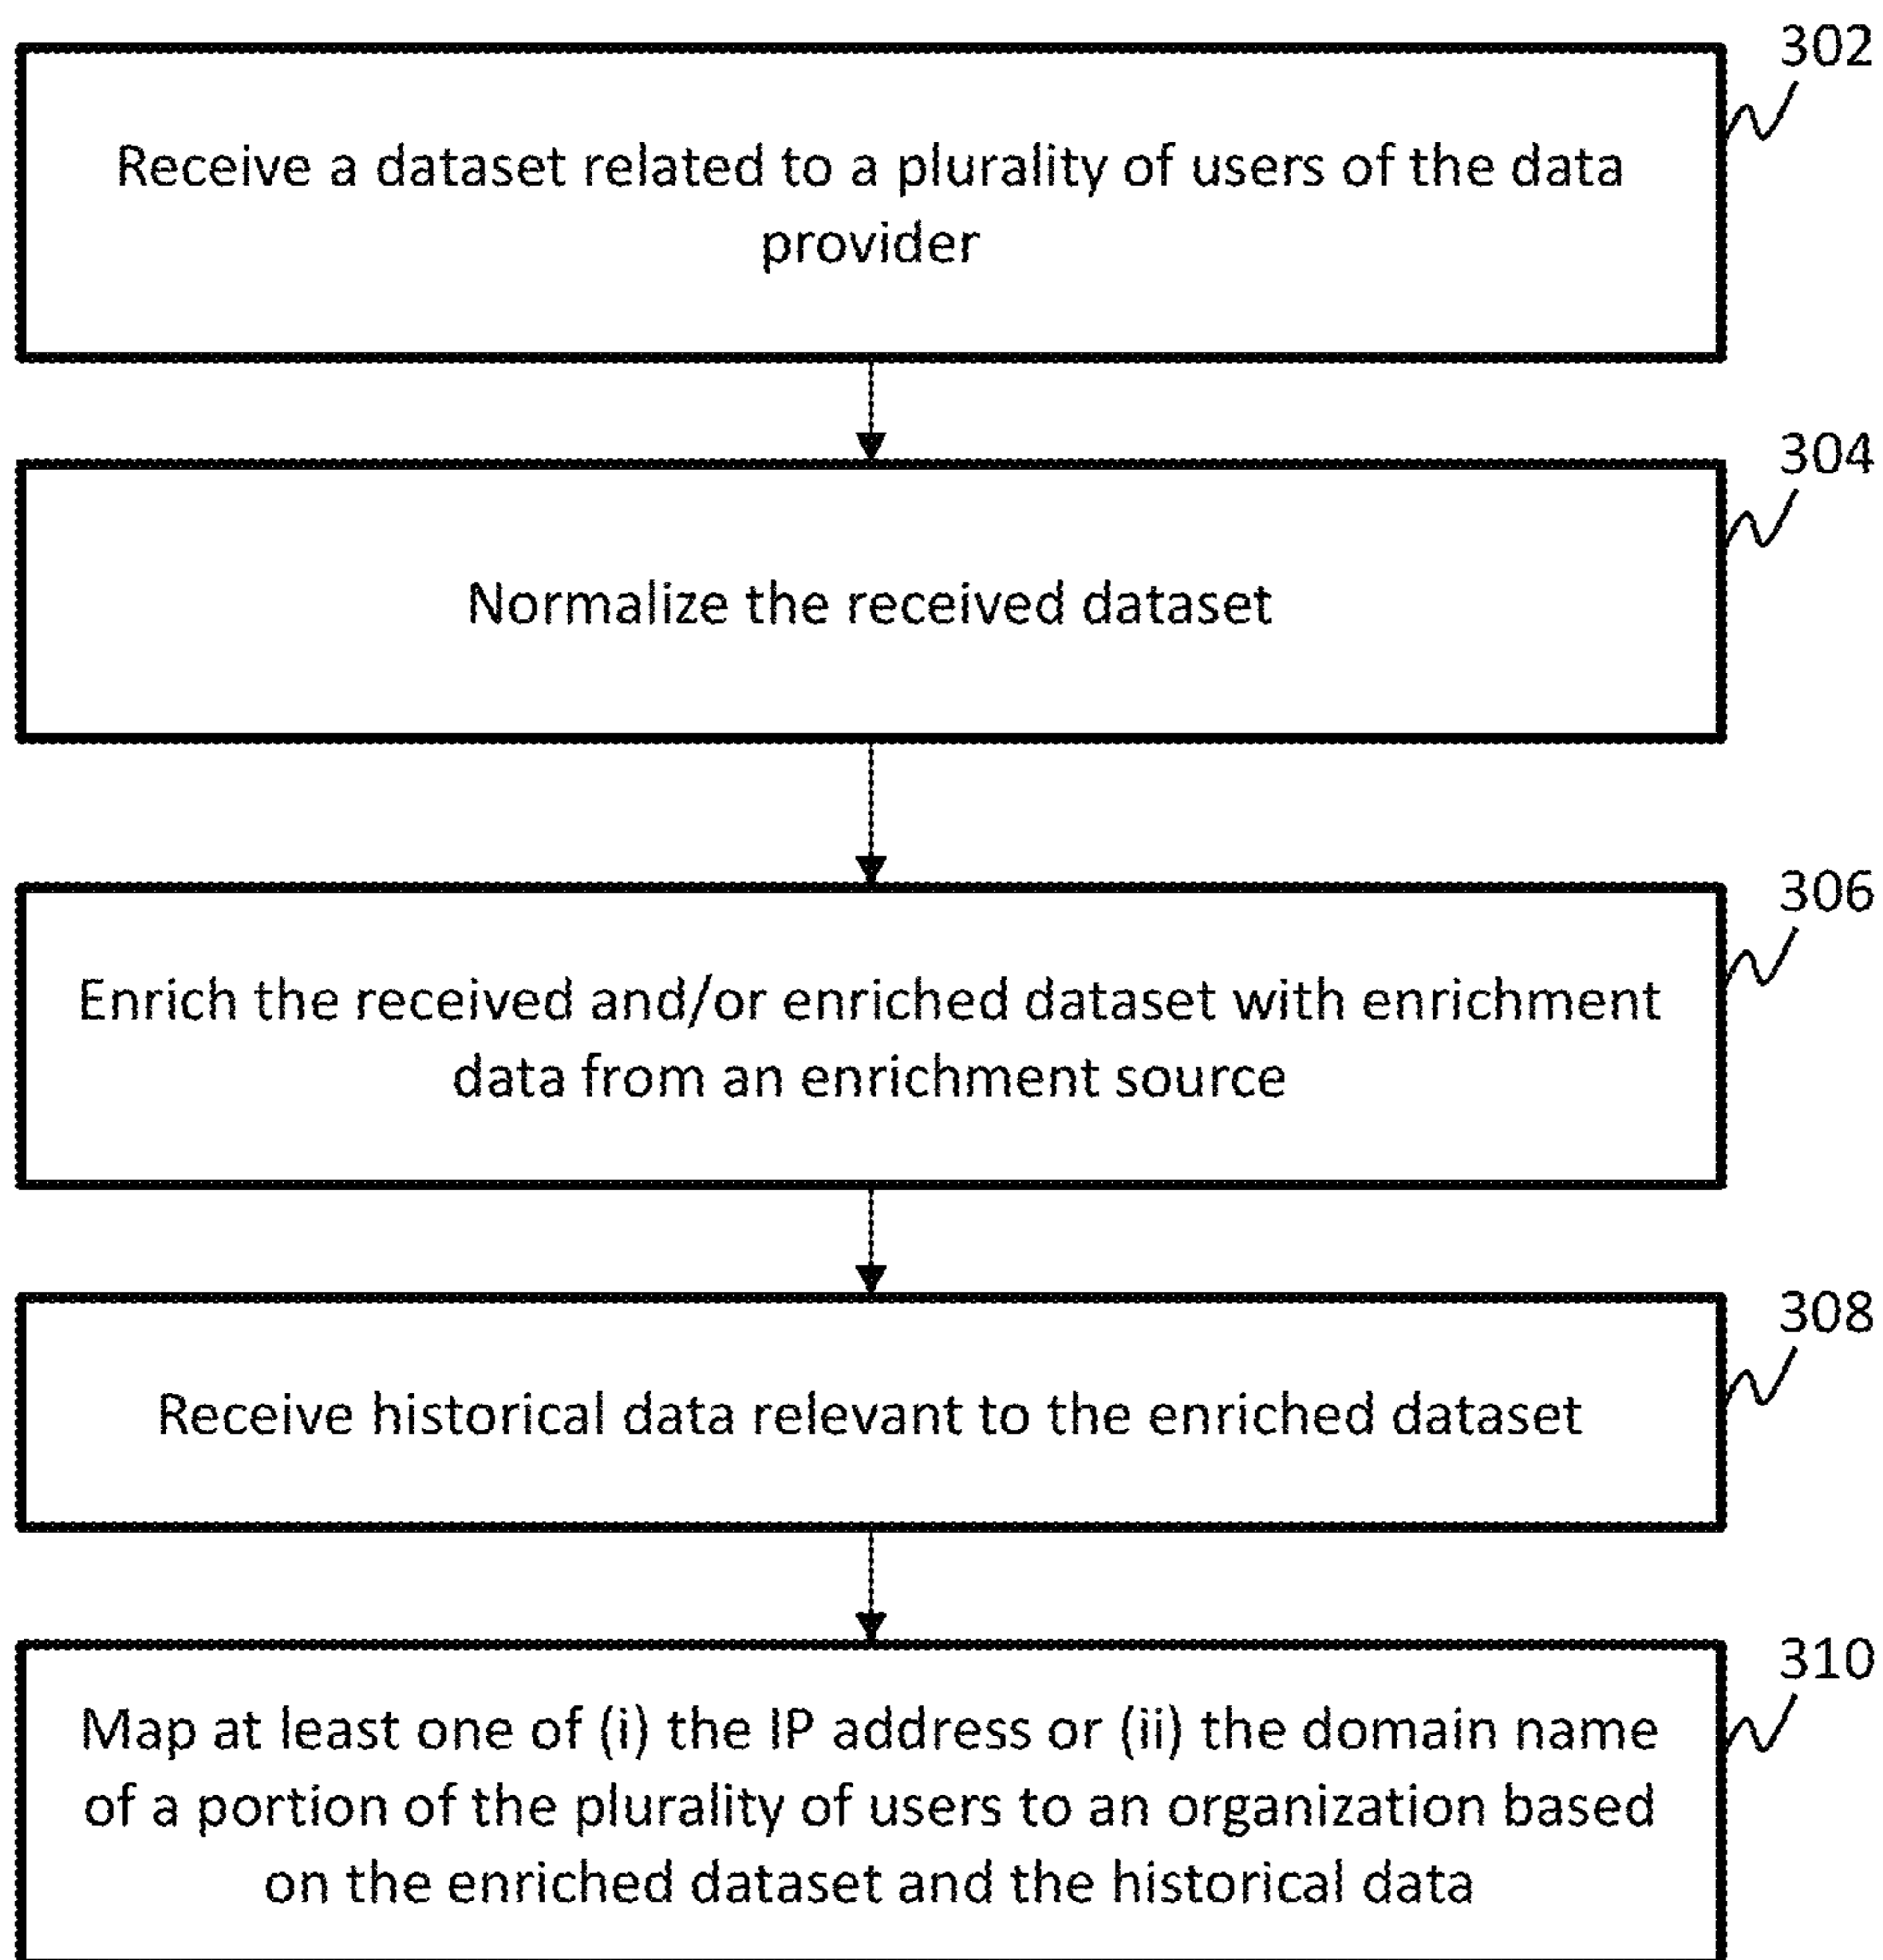 302
Receive a dataset related to a plurality of users of the data
provider
304
Normalize the received dataset
306
Enrich the received and/or enriched dataset with enrichment
data from an enrichment source
308
Receive historical data relevant to the enriched dataset
310
Map at least one of (i) the IP address or (ii) the domain name
of a portion of the plurality of users to an organization based
on the enriched dataset and the historical data